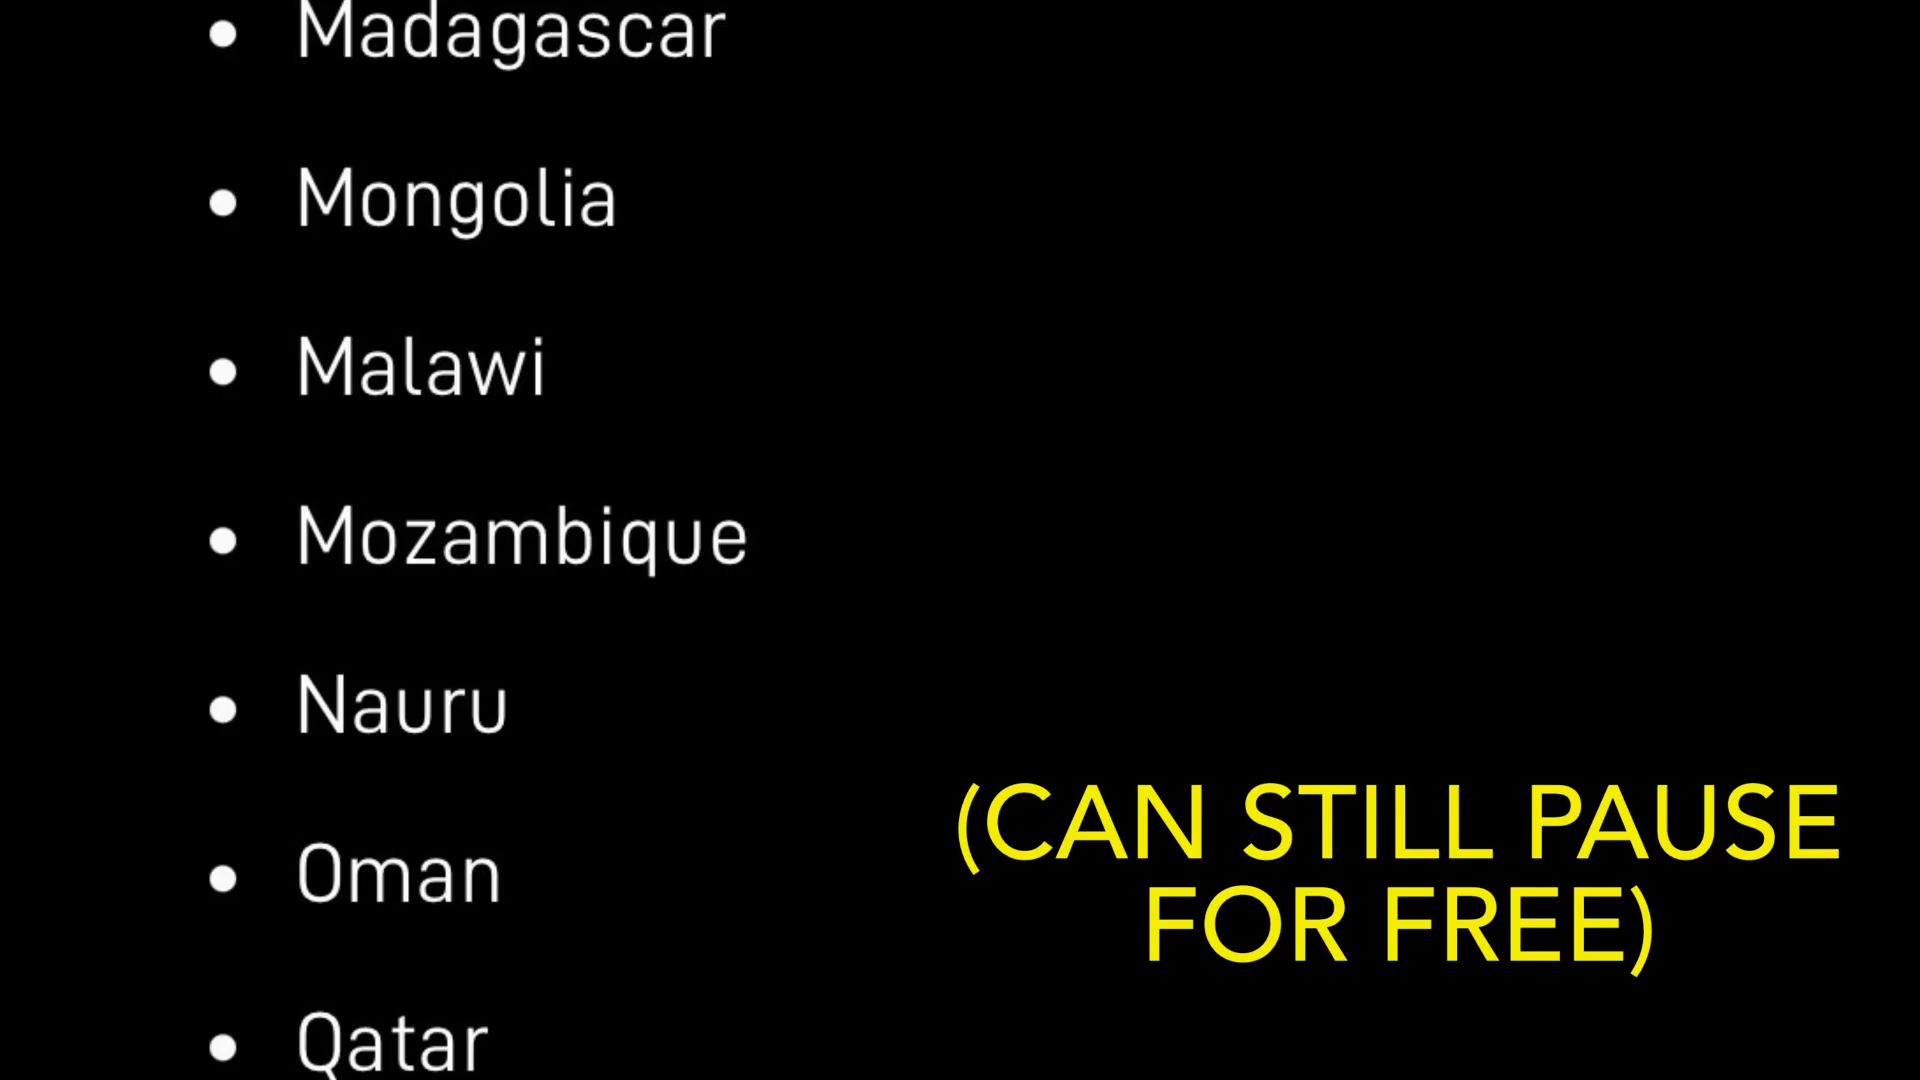 • Madagascar
• Mongolia
• Malawi
• Mozambique
• Nauru
• Oman
• Qatar
(CAN STILL PAUSE
FOR FREE)